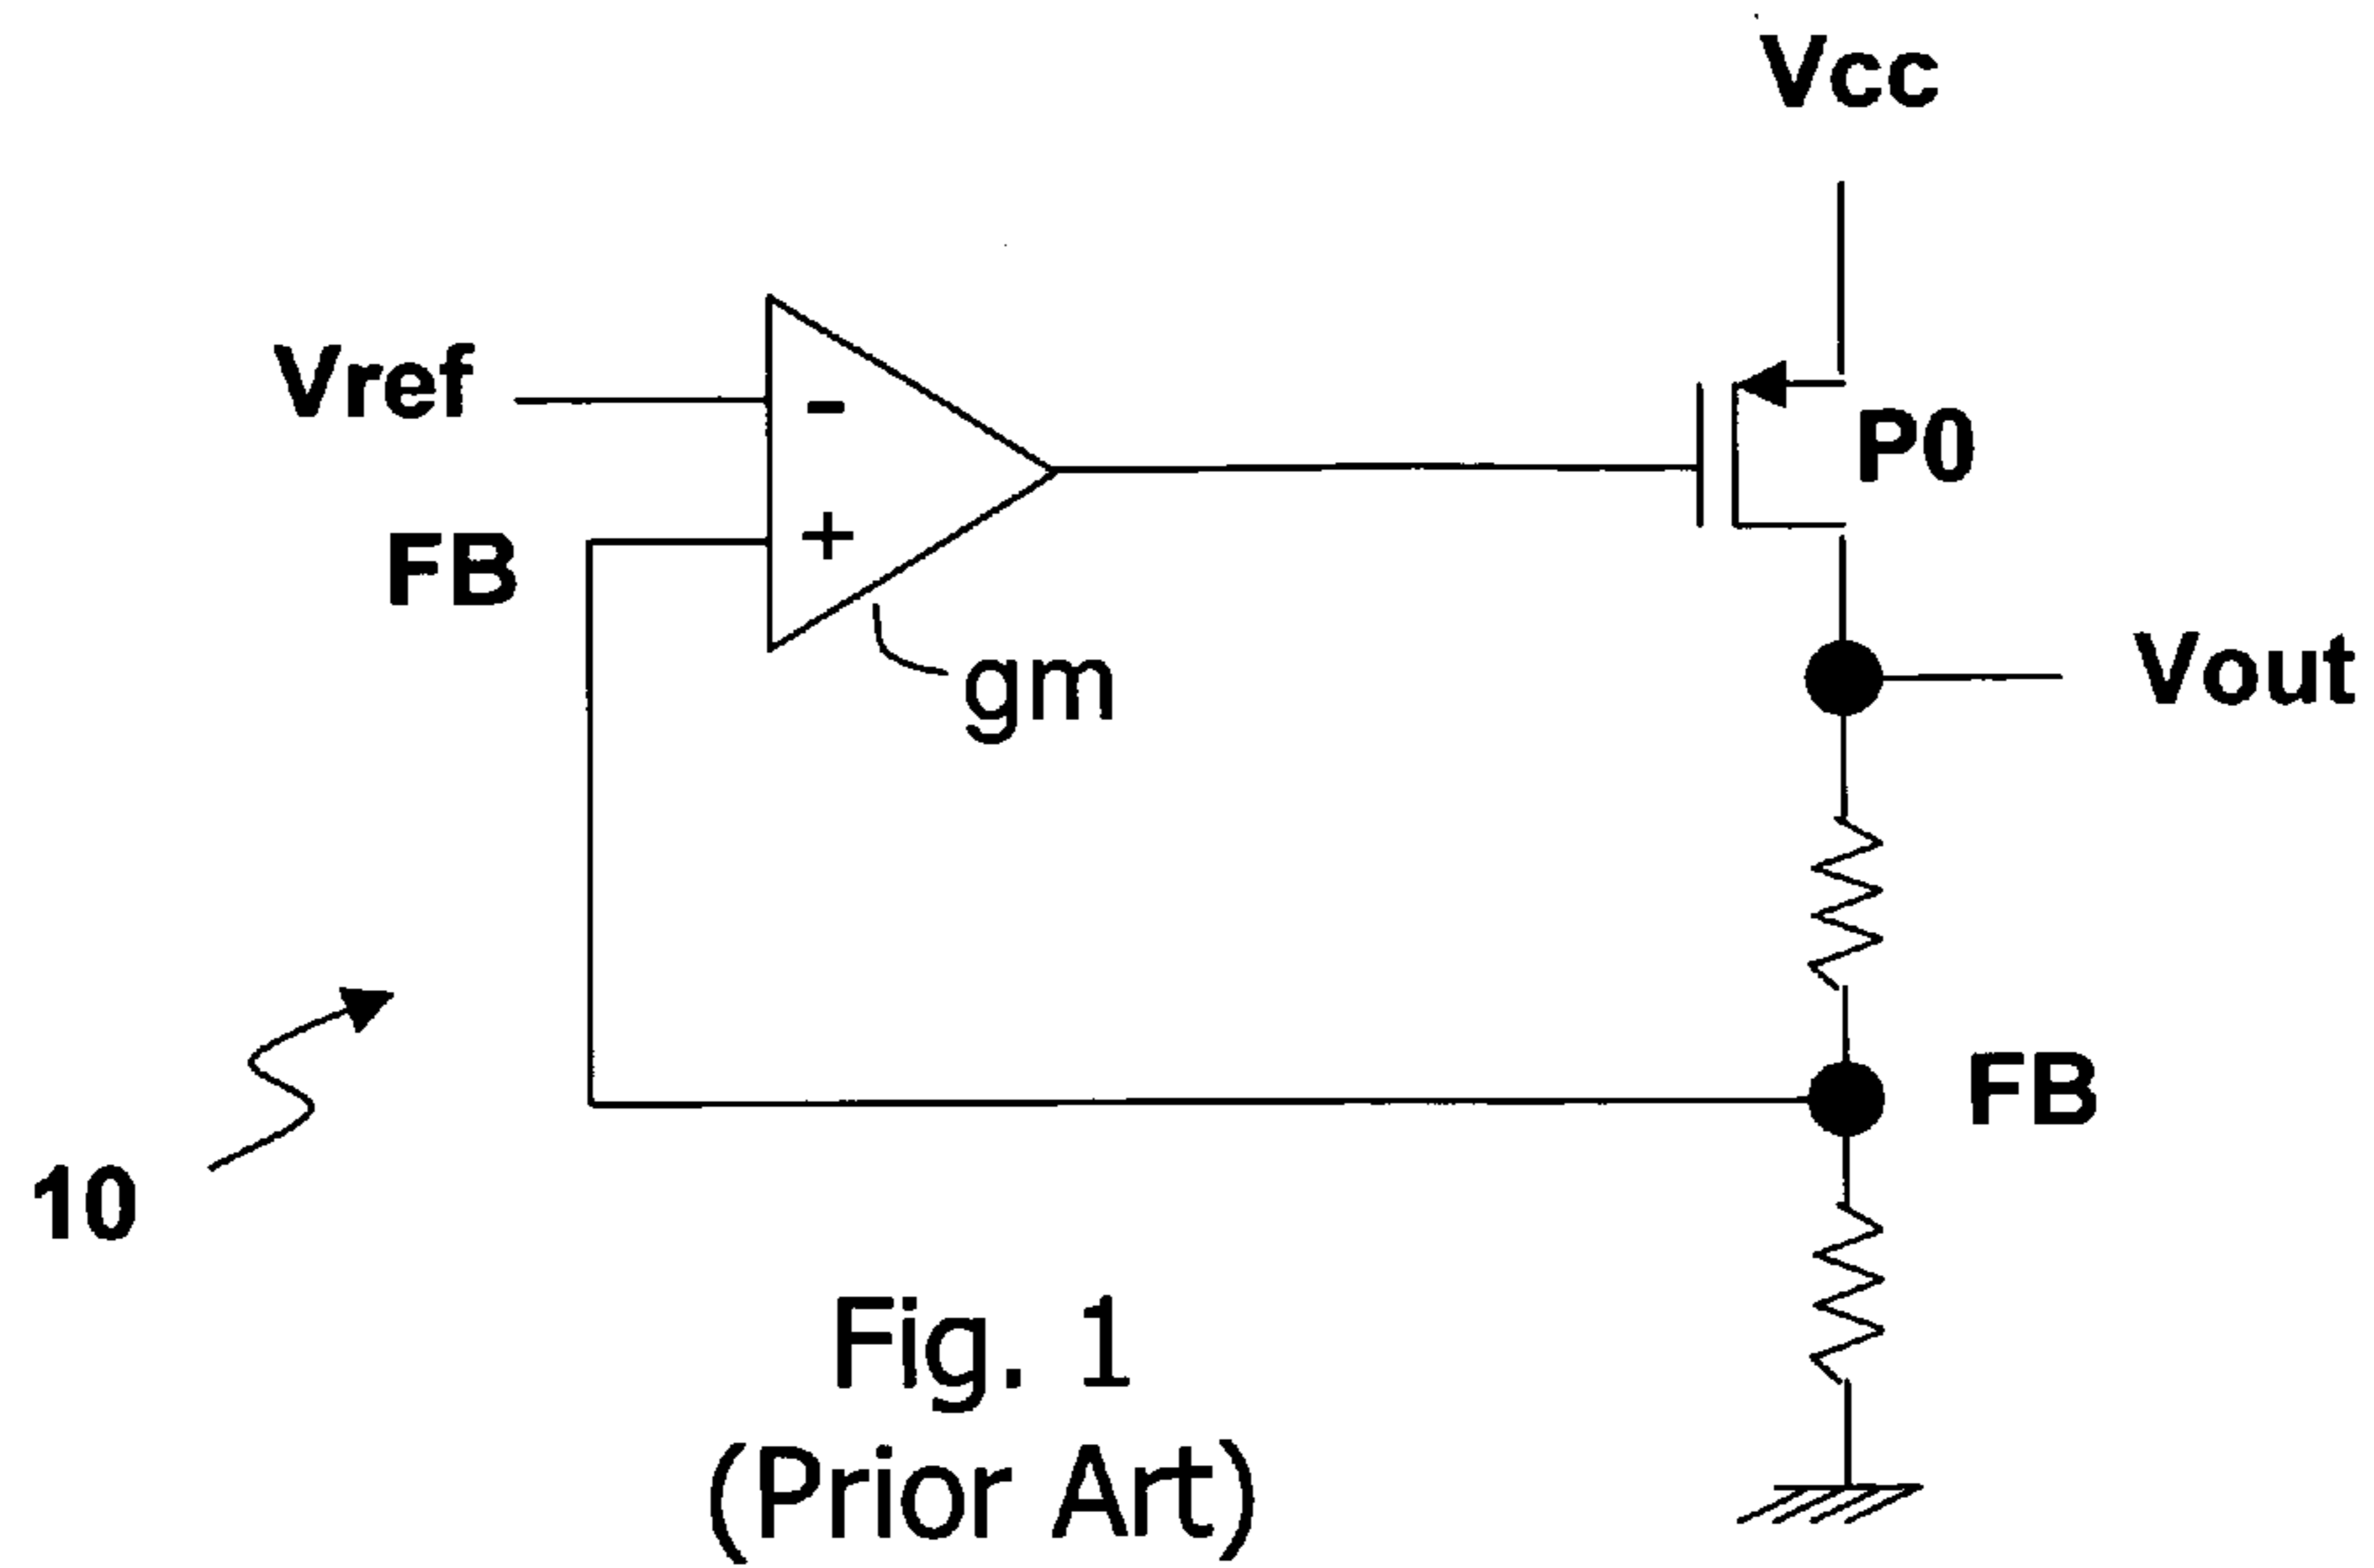 Vcc
Vref
-
P0
FB
+
gm
Vout
FB
10
Fig. 1
(Prior Art)